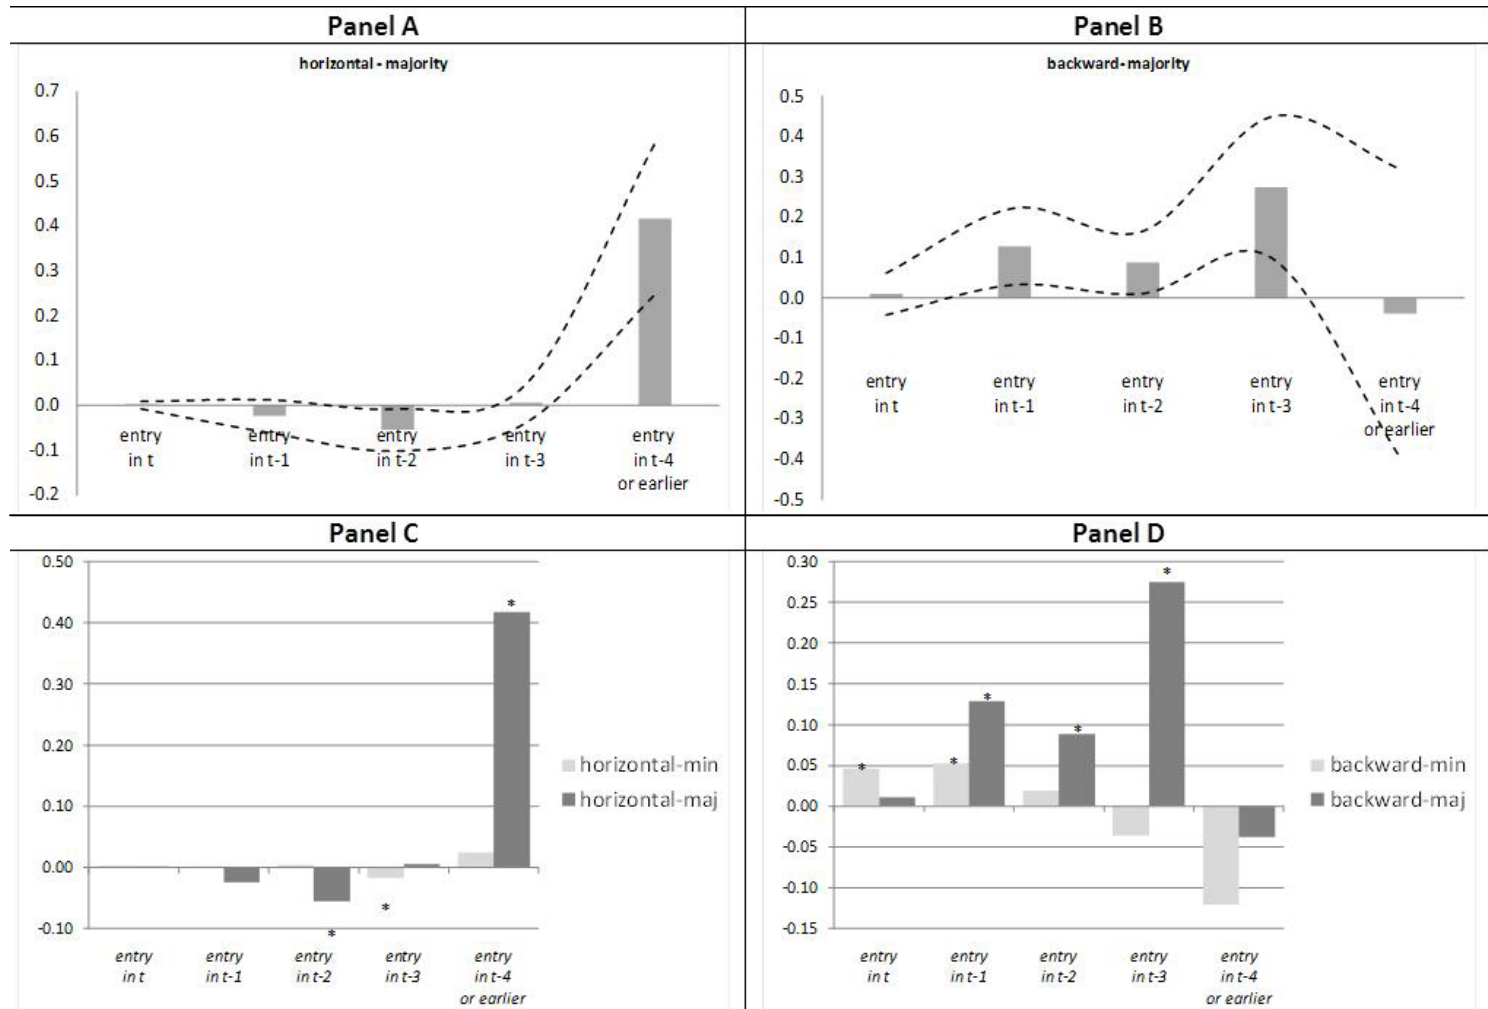 Panel A
Panel B
horizontal - majority
0.7
0.6
0.5
0.4
0.3
0.2
0.1
0.0
-0.1
-0.2
entry
in t
entry
in t-1
entry
in t-2
entry
in t-3
entry
in t-4
or earlier
backward-majority
0.5
0.4
0.3
0.2
0.1
0.0
-0.1
-0.2
-0.3
-0.4
-0.5
entry
in t
entry
in t-1
entry
in t-2
entry
in t-3
entry
in t-4
or earlier
Panel C
Panel D
0.50
0.40
0.30
0.20
0.10
0.00
-0.10
*
*
*
entry
in t
entry
in t-1
entry
in t-2
entry
in t-3
entry
in t-4
or earlier
horizontal-min
horizontal-maj
0.30
0.25
0.20
0.15
0.10
0.05
0.00
-0.05
-0.10
-0.15
*
*
*
*
*
entry
in t
entry
in t-1
entry
in t-2
entry
in t-3
entry
in t-4
or earlier
backward-min
backward-maj